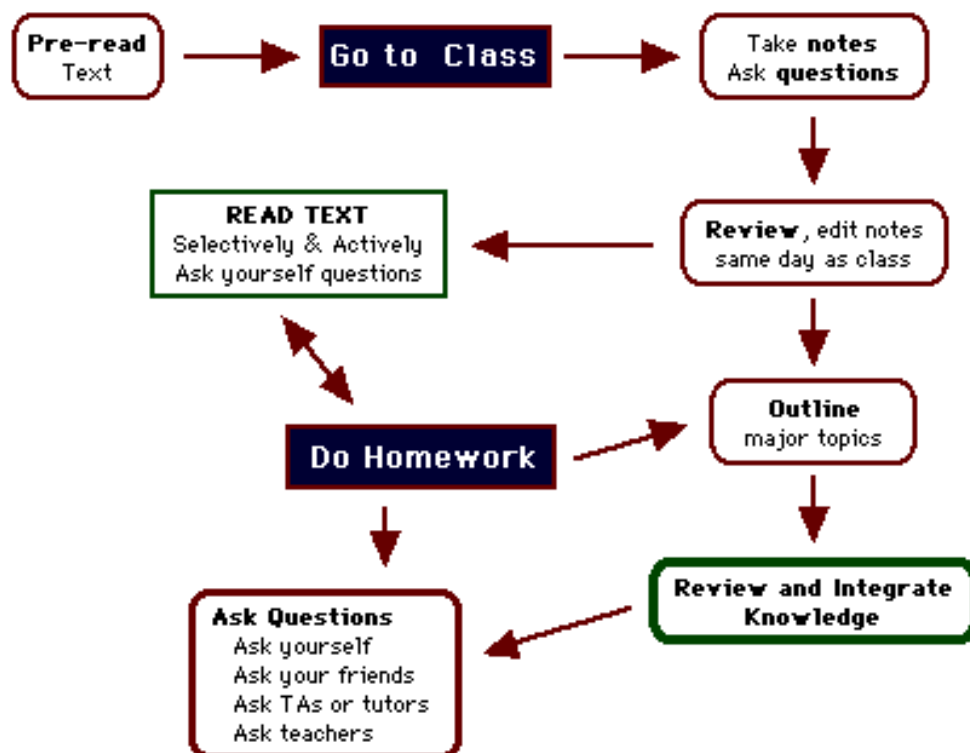 Pre-read
Text
Go to Class
Take notes
Ask questions
READ TEXT
Selectively & Actively
Ask yourself questions
Review, edit notes
same day as class
Do Homework
Outline
major topics
Ask Questions
Ask yourself
Ask your friends
Ask TAs or tutors
Ask teachers
Review and Integrate
Knowledge